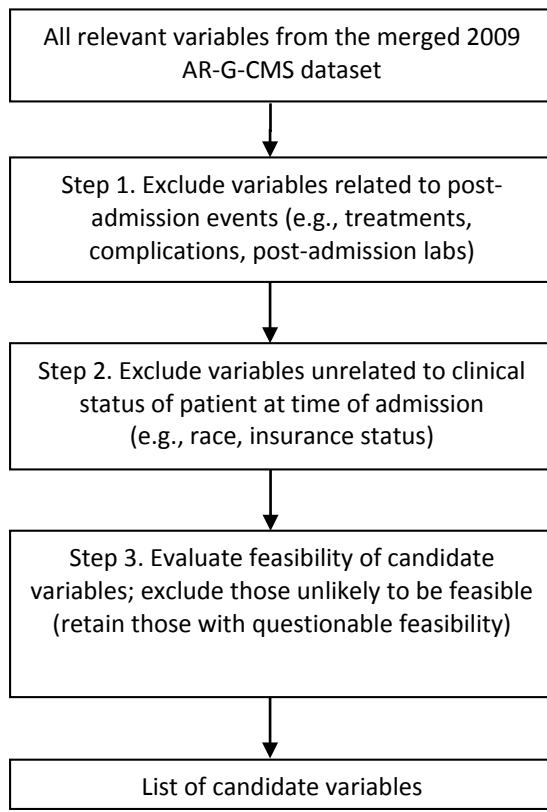 All relevant variables from the merged 2009
AR-G-CMS dataset
Step 1. Exclude variables related to post-
admission events (e.g., treatments,
complications, post-admission labs)
Step 2. Exclude variables unrelated to clinical
status of patient at time of admission
(e.g., race, insurance status)
Step 3. Evaluate feasibility of candidate
variables; exclude those unlikely to be feasible
(retain those with questionable feasibility)
List of candidate variables